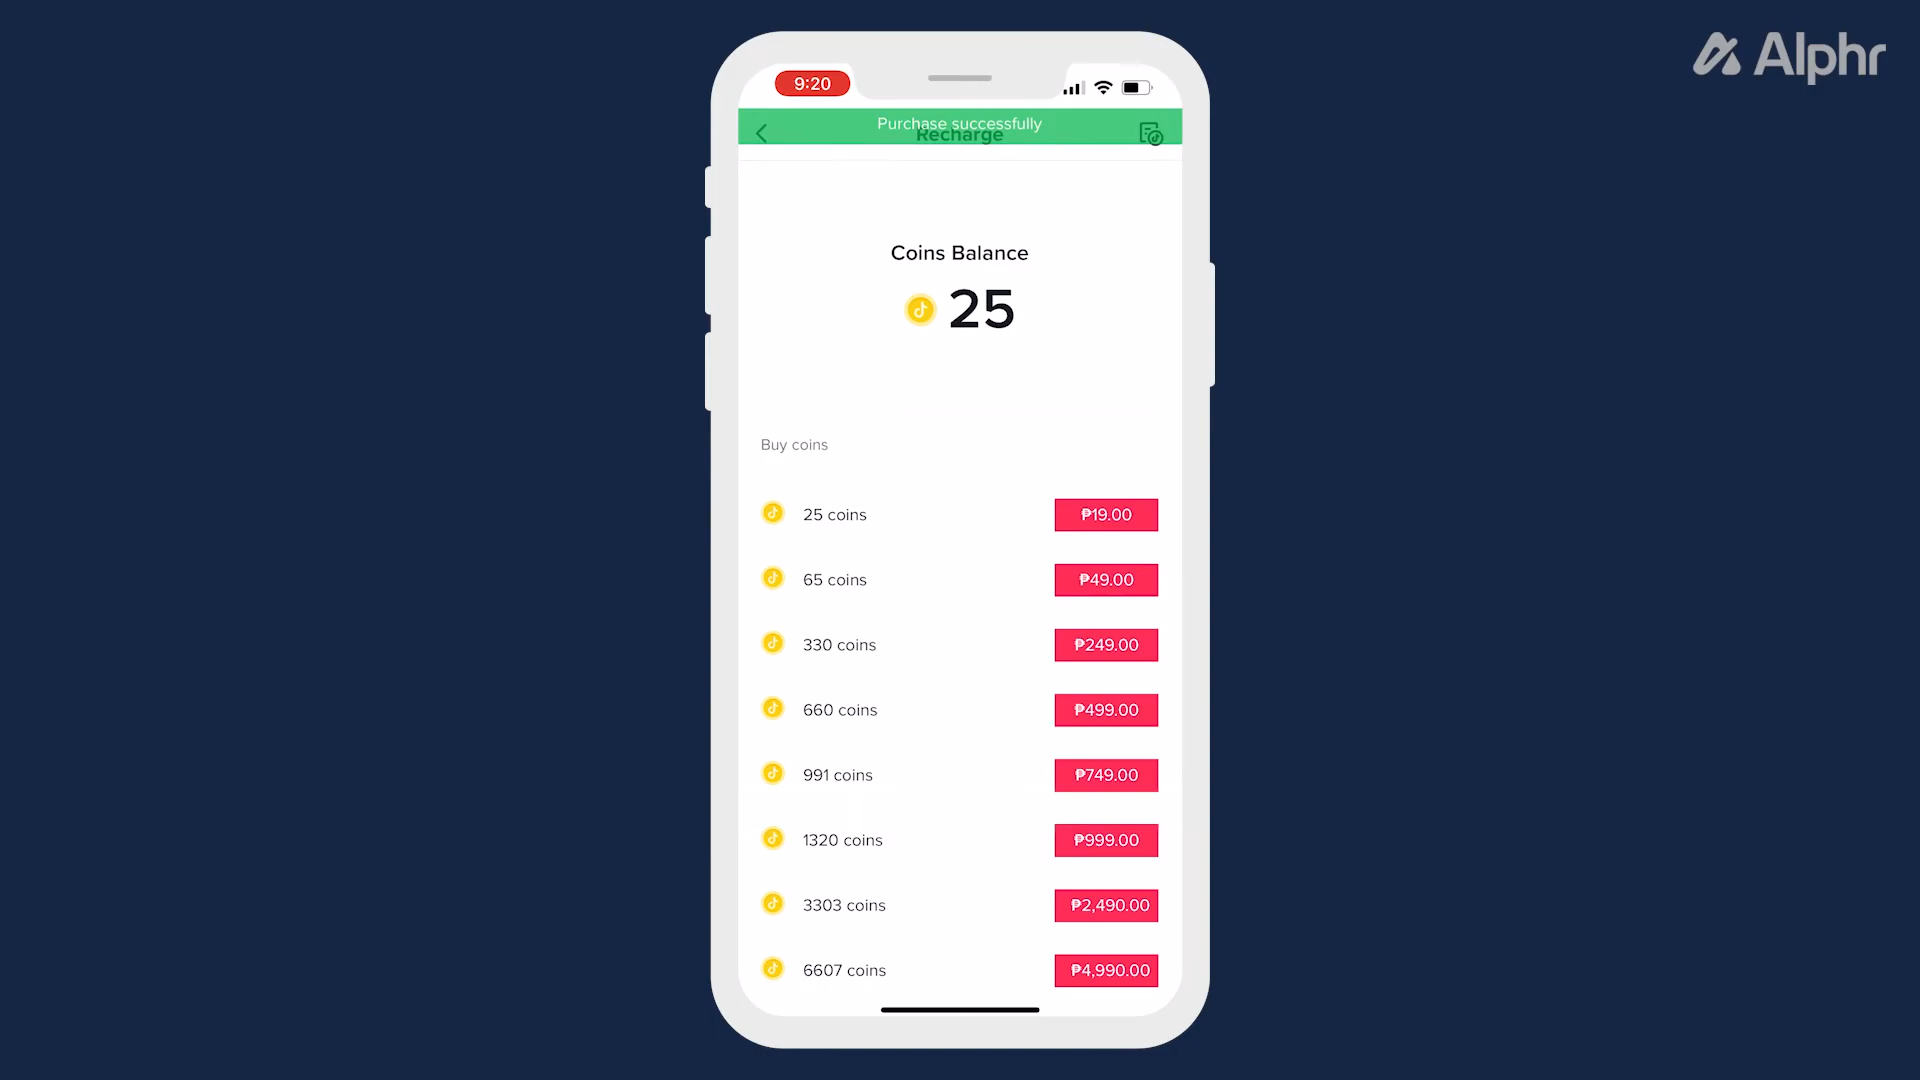 Alphr
9:20
Purchase successfully
Recharge
Coins Balance
25
Buy coins
25 coins ₱19.00
65 coins ₱49.00
330 coins ₱249.00
660 coins ₱499.00
991 coins ₱749.00
1320 coins ₱999.00
3303 coins ₱2,490.00
6607 coins ₱4,990.00